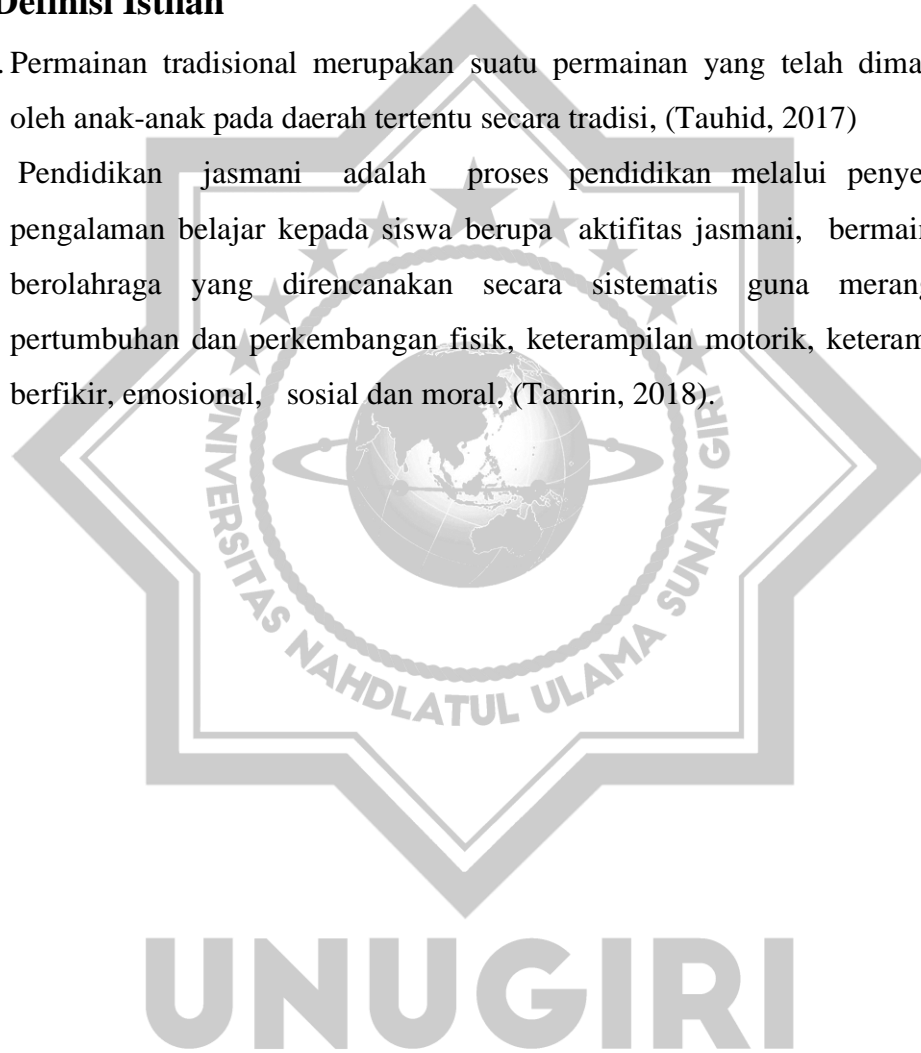 Definisi Istilah
. Permainan tradisional merupakan suatu permainan yang telah dima
oleh anak-anak pada daerah tertentu secara tradisi, (Tauhid, 2017)
Pendidikan jasmani adalah proses pendidikan melalui penye
pengalaman belajar kepada siswa berupa aktifitas jasmani, bermai
berolahraga yang direncanakan secara sistematis guna merang
pertumbuhan dan perkembangan fisik, keterampilan motorik, keteram
berfikir, emosional, sosial dan moral, (Tamrin, 2018).
UNIVERSITAS NAHDLATUL ULAMA SUNAN GIRI
UNUGIRI